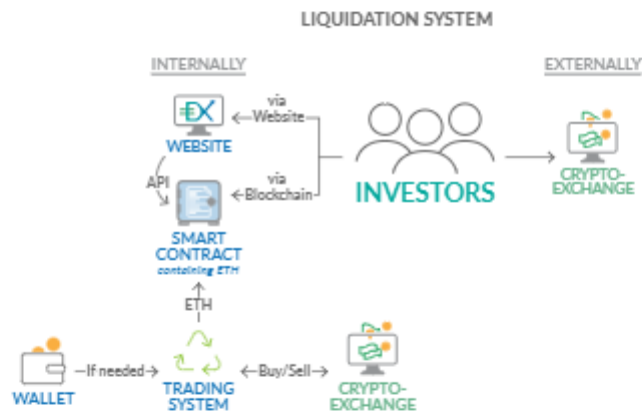 LIQUIDATION SYSTEM
INTERNALLY
EXTERNALLY
EX
via
Website
WEBSITE
API
via
Blockchain
INVESTORS
CRYPTO-
EXCHANGE
SMART
CONTRACT
containing ETH
ETH
If needed
Buy/Sell
WALLET
TRADING
SYSTEM
CRYPTO-
EXCHANGE